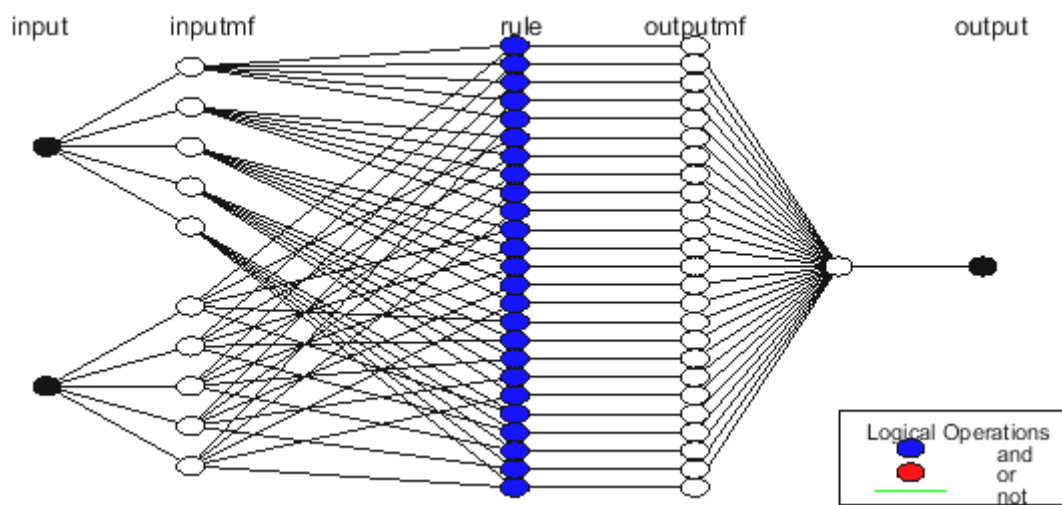 input inputmf rule outputmf output
Logical Operations
and
or
not